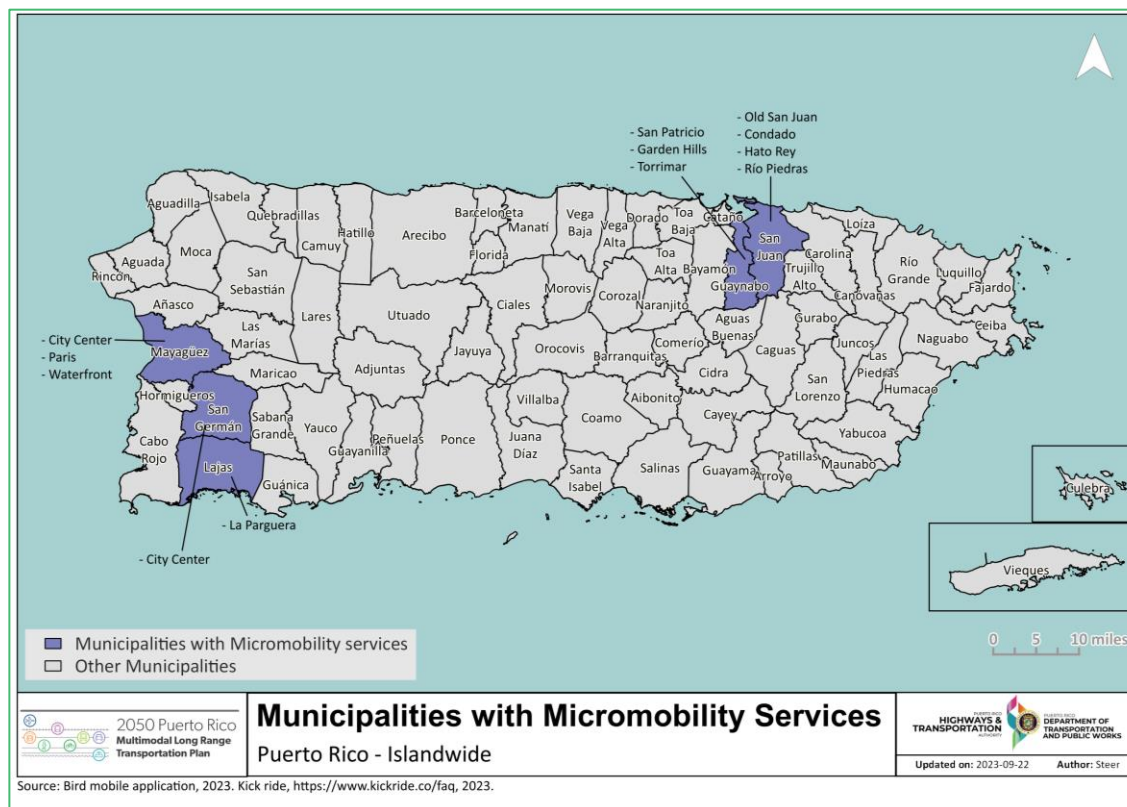 - Old San Juan
- Condado
- Hato Rey
- Río Piedras
- San Patricio
- Garden Hills
- Torrimar
Isabela
Aguadilla
Quebradillas
Camuy
Hatillo
Arecibo
Barceloneta
Manatí
Florida
Vega
Baja
Vega
Alta
Dorado
Toa
Baja
Cataño
San
Juan
Loíza
Carolina
Moca
Aguada
Rincón
San
Sebastián
Toa
Alta
Bayamón
Guaynabo
Trujillo
Alto
Canóvanas
Río
Grande
Luquillo
Fajardo
Añasco
Lares
Utuado
Ciales
Morovis
Corozal
Naranjito
Aguas
Buenas
Gurabo
Ceiba
Naguabo
- City Center
- Paris
- Waterfront
Mayagüez
Las
Marías
Maricao
Adjuntas
Jayuya
Orocovis
Barranquitas
Comerío
Cidra
Caguas
Juncos
Las
Piedras
Humacao
San
Lorenzo
Hormigueros
San
Germán
Sabana
Grande
Yauco
Guayanilla
Peñuelas
Ponce
Villalba
Juana
Díaz
Coamo
Aibonito
Cayey
Yabucoa
Cabo
Rojo
Lajas
Guánica
Santa
Isabel
Salinas
Guayama
Arroyo
Patillas
Maunabo
- La Parguera
- City Center
Culebra
Vieques
Municipalities with Micromobility services
Other Municipalities
0 5 10 miles
2050 Puerto Rico
Multimodal Long Range
Transportation Plan
Municipalities with Micromobility Services
Puerto Rico - Islandwide
PUERTO RICO
HIGHWAYS &
TRANSPORTATION
AUTHORITY
PUERTO RICO
DEPARTMENT OF
TRANSPORTATION
AND PUBLIC WORKS
Updated on: 2023-09-22 Author: Steer
Source: Bird mobile application, 2023. Kick ride, https://www.kickride.co/faq, 2023.